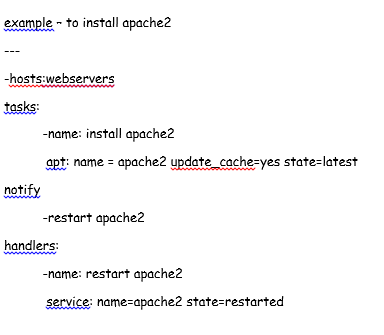 example – to install apache2
---
-hosts:webservers
tasks:
-name: install apache2
apt: name = apache2 update_cache=yes state=latest
notify
-restart apache2
handlers:
-name: restart apache2
service: name=apache2 state=restarted